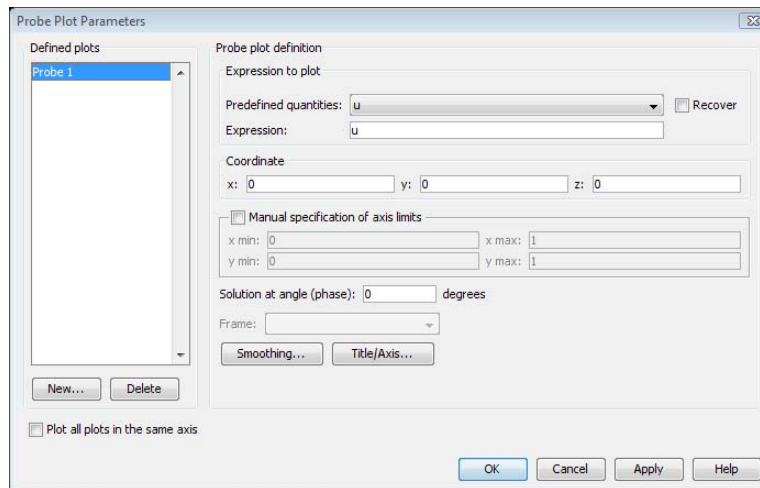 Probe Plot Parameters
Defined plots
Probe 1
New... Delete
Probe plot definition
Expression to plot
Predefined quantities: u Recover
Expression: u
Coordinate
x: 0 y: 0 z: 0
Manual specification of axis limits
x min: 0 x max: 1
y min: 0 y max: 1
Solution at angle (phase): 0 degrees
Frame:
Smoothing... Title/Axis...
Plot all plots in the same axis
OK Cancel Apply Help